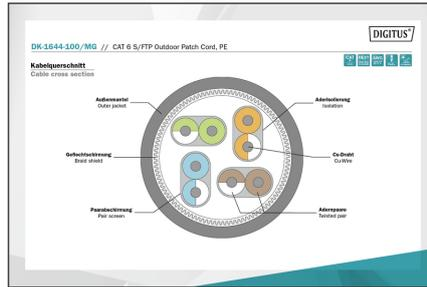 DIGITUS®
DK-1644-100/MG // CAT 6 S/FTP Outdoor Patch Cord, PE
Kabelquerschnitt
Cable cross section
Außenmantel
Outer jacket
Aderisolierung
Isolation
Geflechtschirmung
Braid shield
Cu-Draht
Cu-Wire
Paarabschirmung
Pair screen
Adernpaare
Twisted pair